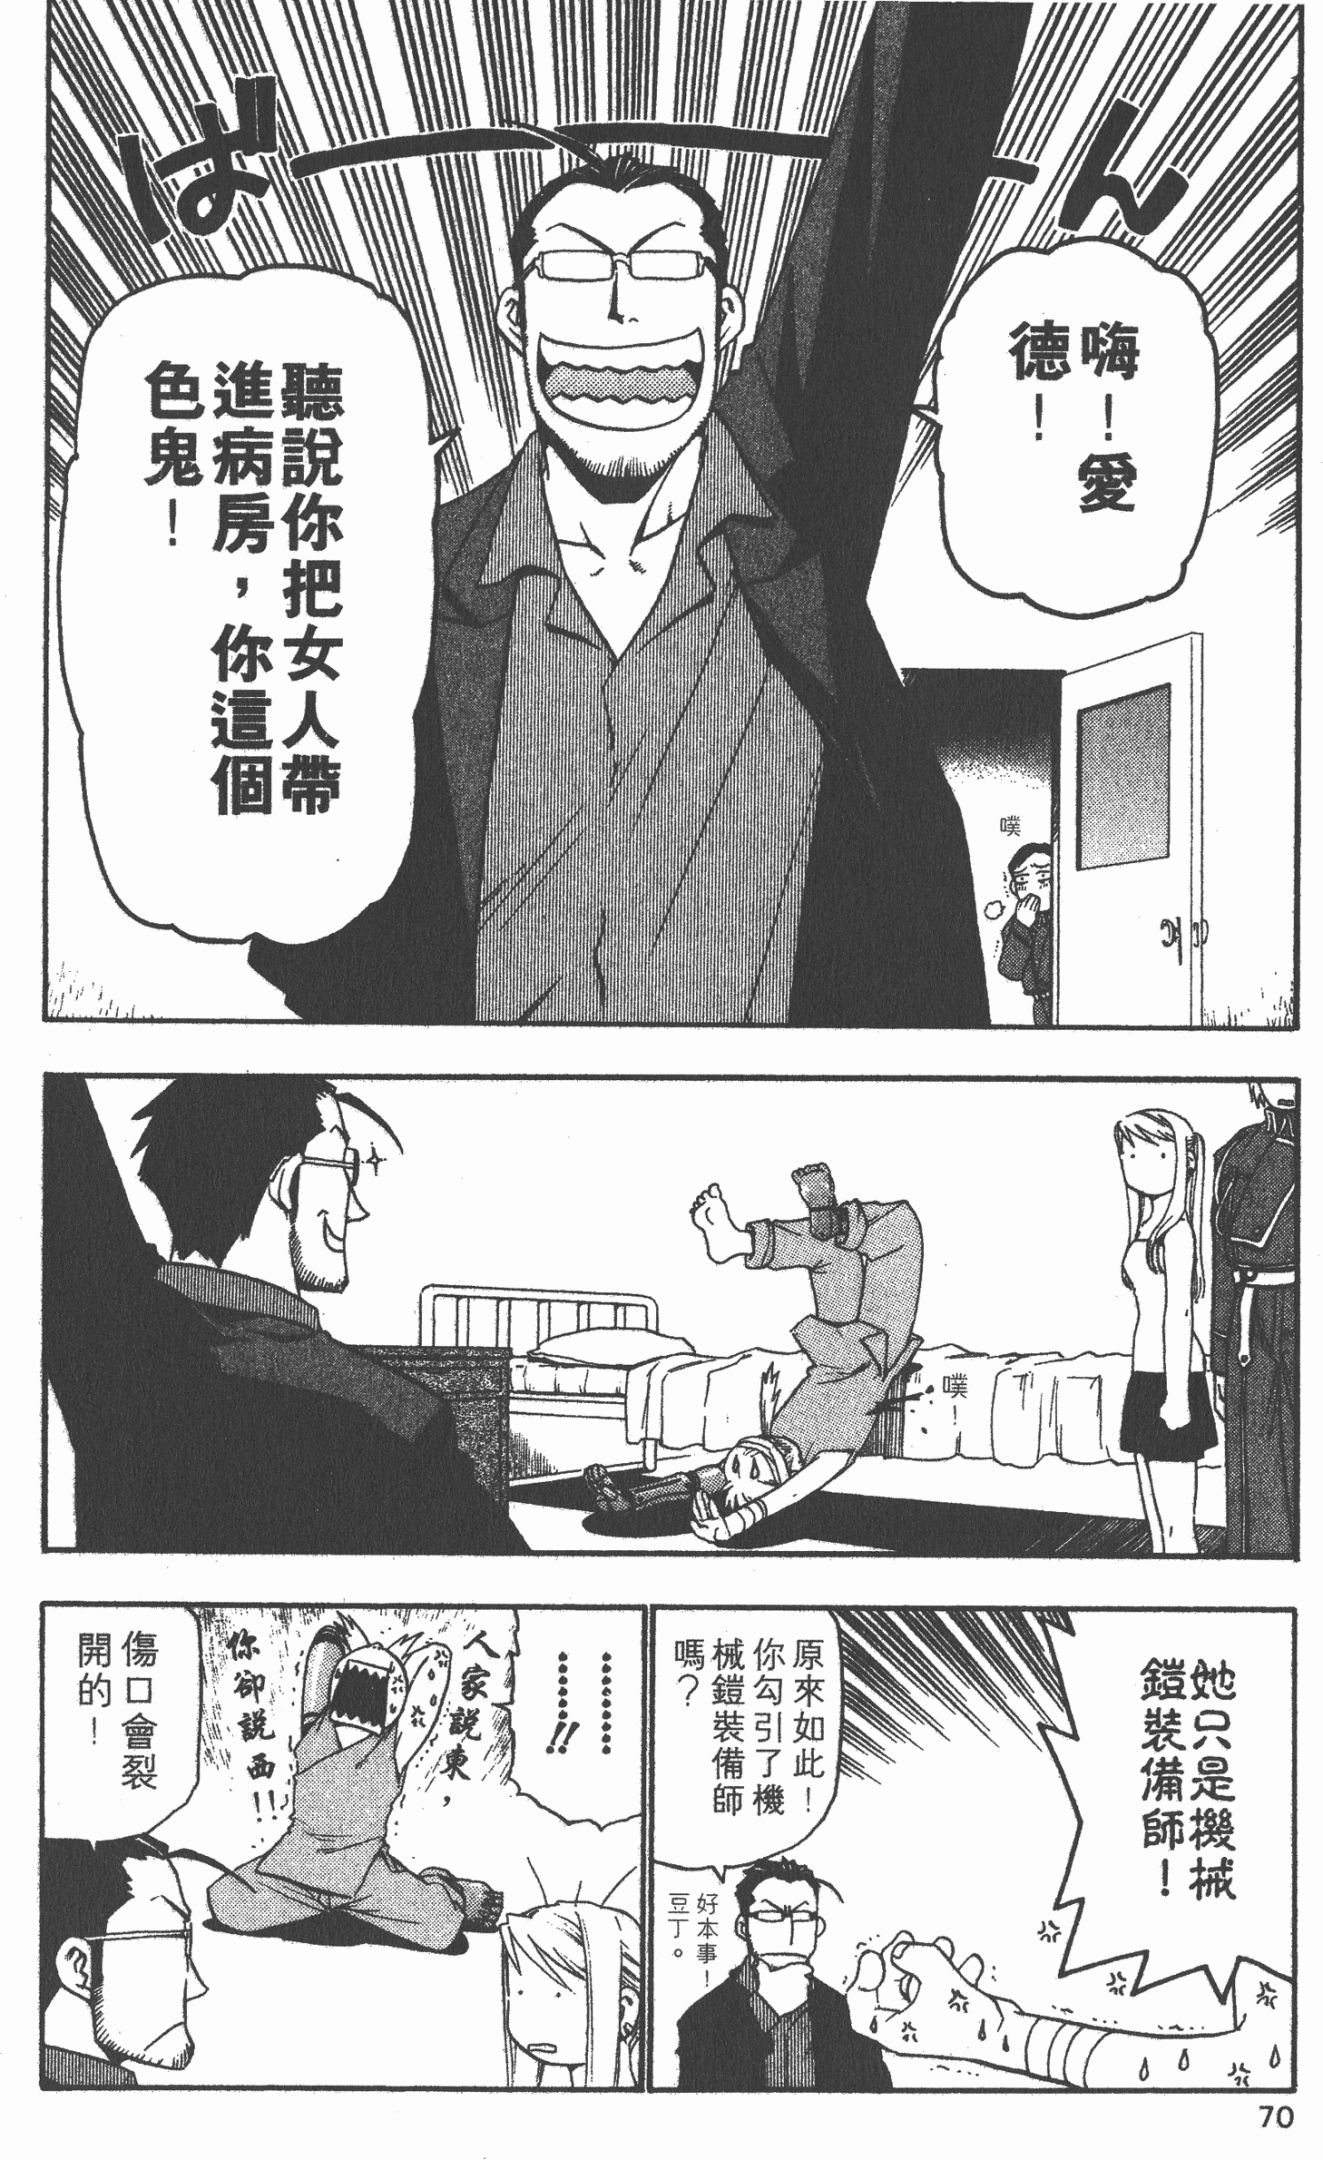 ばーーん
嗨！愛
德！
聽說你把女人帶
進病房，你這個
色鬼！
噗
噗
她只是機械
鎧裝備師！
原來如此！
你勾引了機
械鎧裝備師
嗎？
好本事！
豆丁。
………
……!!
人家說東，
你卻說西!!
傷口會裂
開的！
70